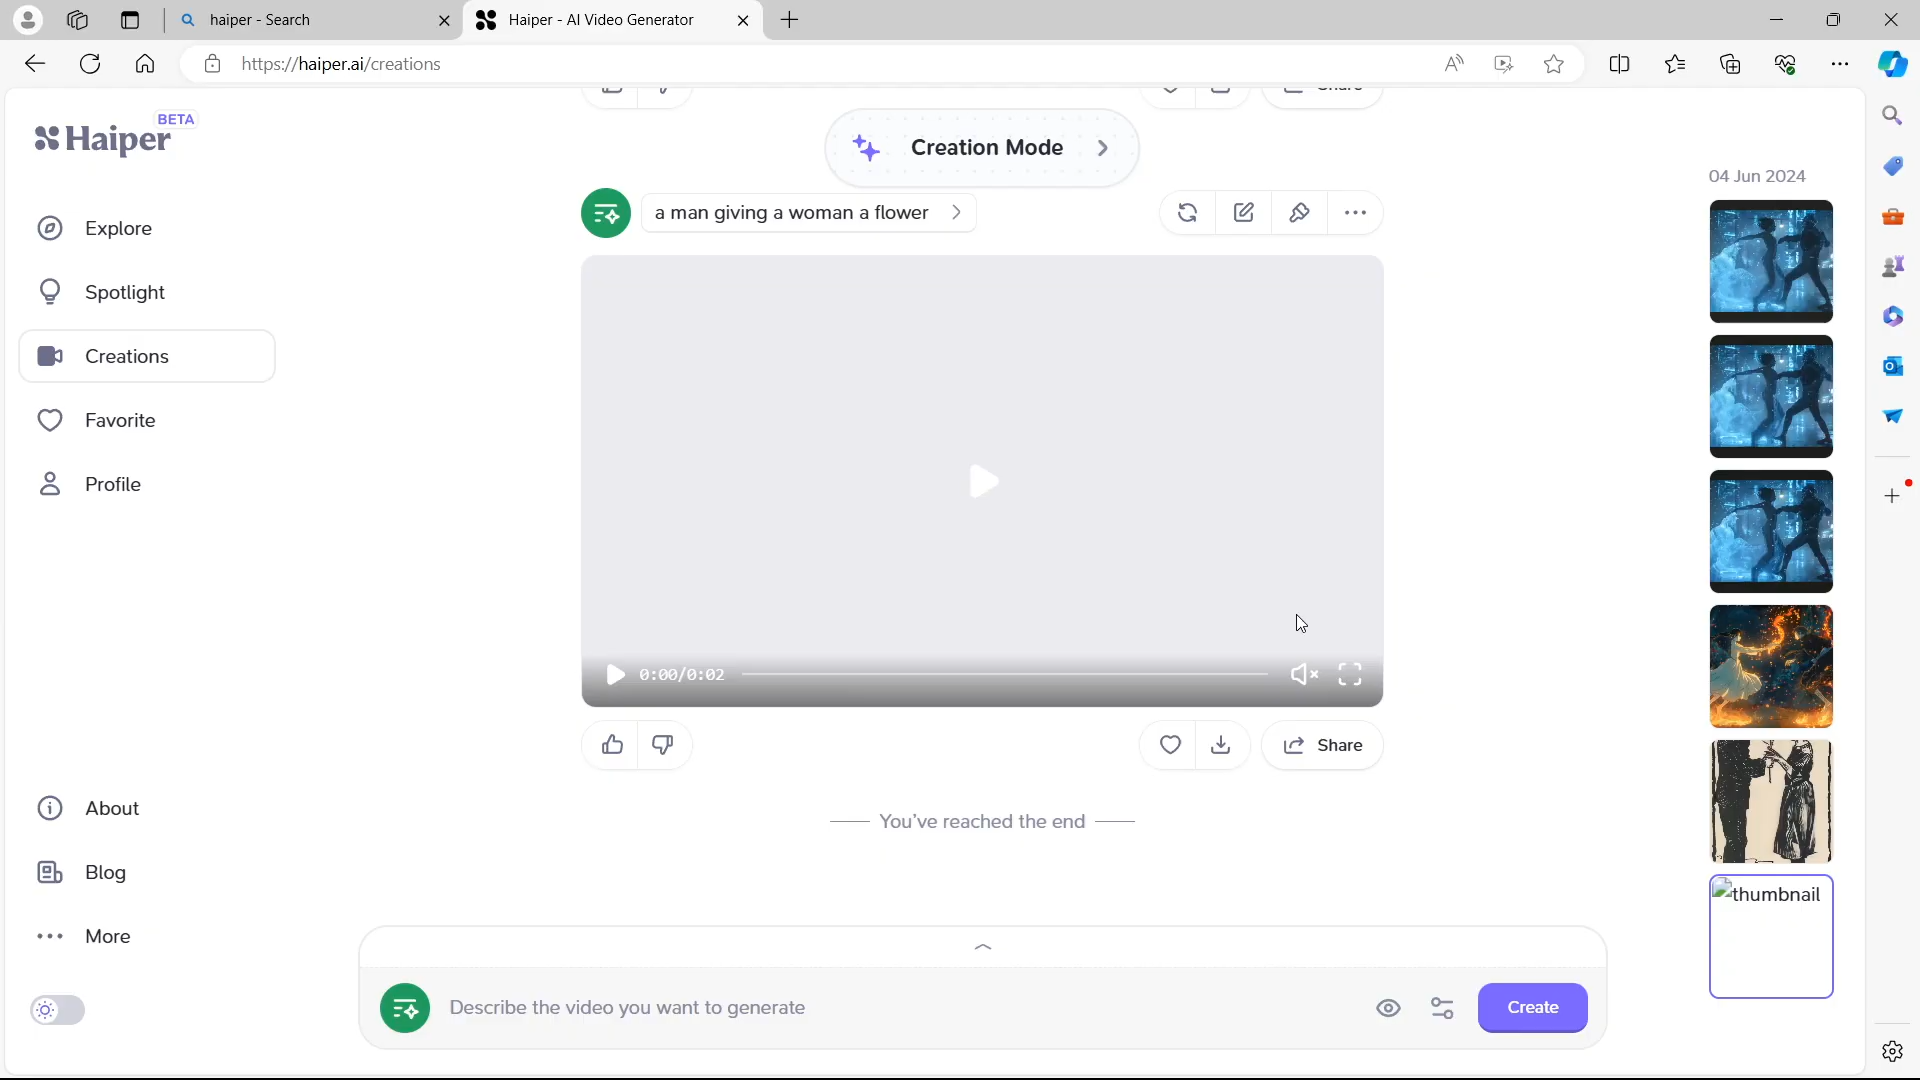 haiper - Search
Haiper - AI Video Generator
https://haiper.ai/creations
Share
Haiper BETA
Creation Mode
04 Jun 2024
a man giving a woman a flower
Explore
Spotlight
Creations
Favorite
Profile
0:00/0:02
Share
You've reached the end
About
Blog
More
thumbnail
Describe the video you want to generate
Create